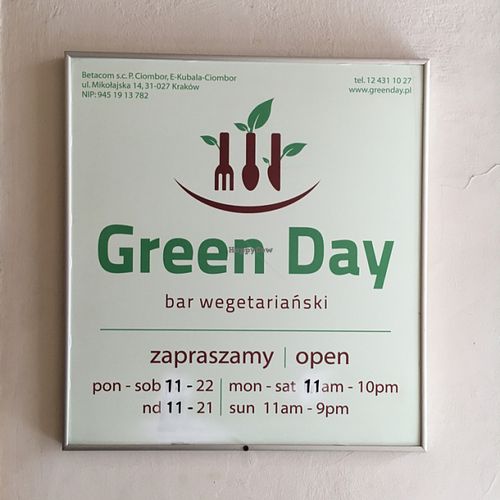 Betacom s.c. P. Ciombor, E-Kubala-Ciombor
ul. Mikołajska 14, 31-027 Kraków
NIP: 945 19 13 782
tel. 12 431 10 27
www.greenday.pl
HappyCow
Green Day
bar wegetariański
zapraszamy | open
pon - sob 11 - 22 | mon - sat 11am - 10pm
nd 11 - 21 | sun 11am - 9pm